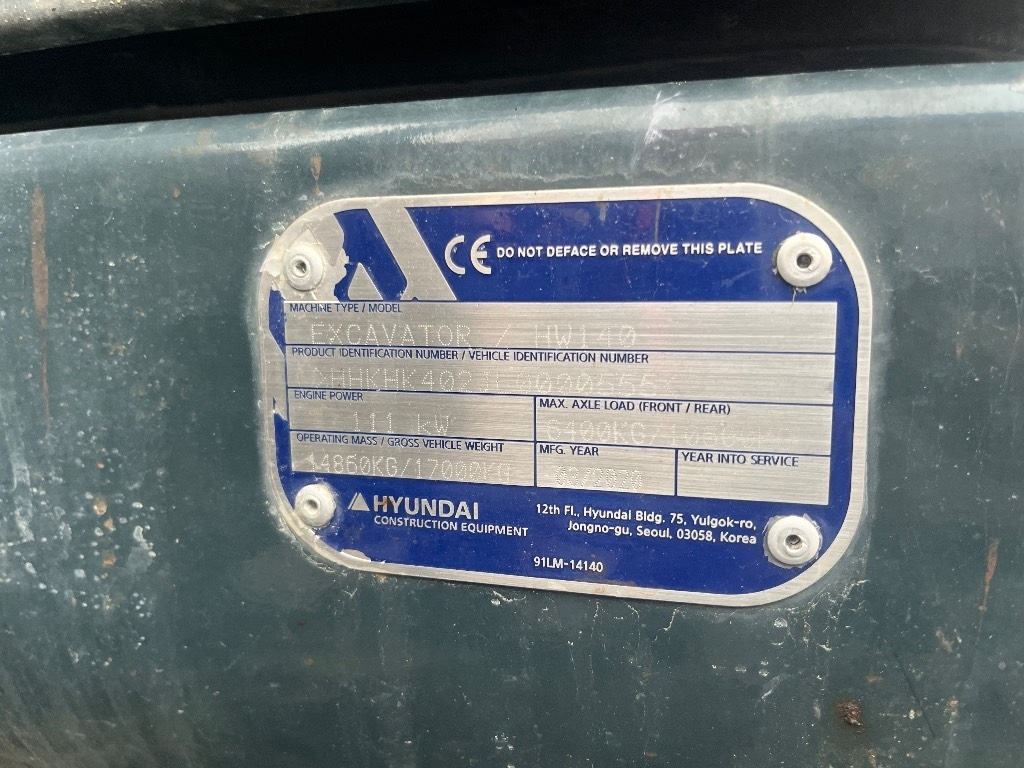 CE DO NOT DEFACE OR REMOVE THIS PLATE
MACHINE TYPE / MODEL
EXCAVATOR / HW140
PRODUCT IDENTIFICATION NUMBER / VEHICLE IDENTIFICATION NUMBER
ENGINE POWER
111 kW
MAX. AXLE LOAD (FRONT / REAR)
OPERATING MASS / GROSS VEHICLE WEIGHT
14860KG/17000KG
MFG. YEAR
YEAR INTO SERVICE
HYUNDAI
CONSTRUCTION EQUIPMENT
12th Fl., Hyundai Bldg. 75, Yulgok-ro,
Jongno-gu, Seoul, 03058, Korea
91LM-14140